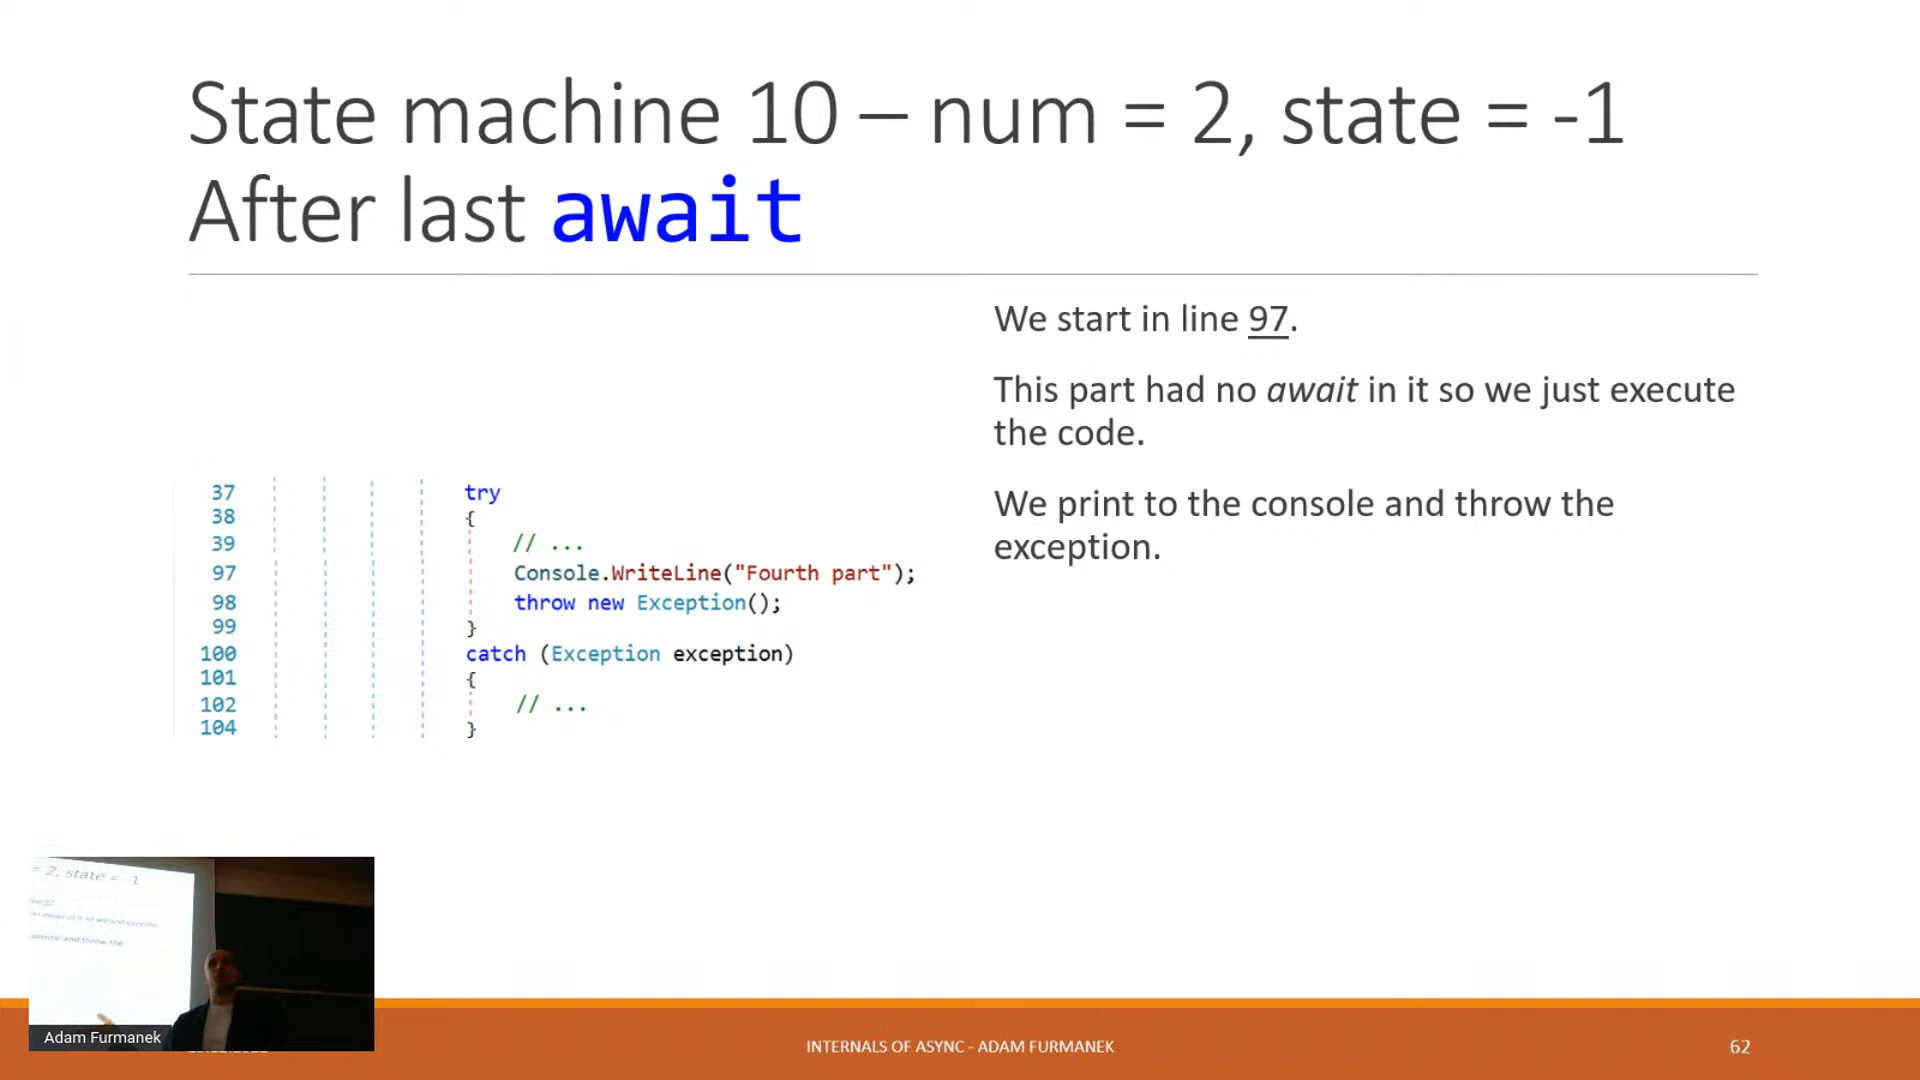 State machine 10 – num = 2, state = -1
After last await
We start in line 97.
This part had no await in it so we just execute
the code.
We print to the console and throw the
exception.
37 try
38 {
39 // ...
97 Console.WriteLine("Fourth part");
98 throw new Exception();
99 }
100 catch (Exception exception)
101 {
102 // ...
104 }
= 2, state = -1
Adam Furmanek
INTERNALS OF ASYNC - ADAM FURMANEK
62